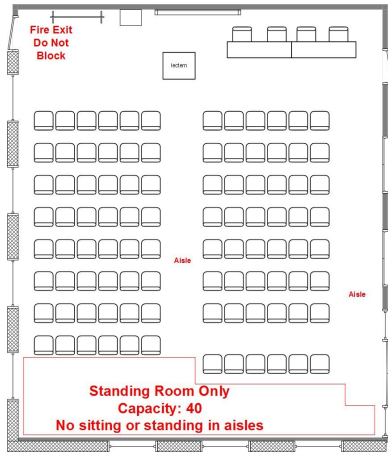 Fire Exit
Do Not
Block
lectern
Aisle
Aisle
Standing Room Only
Capacity: 40
No sitting or standing in aisles